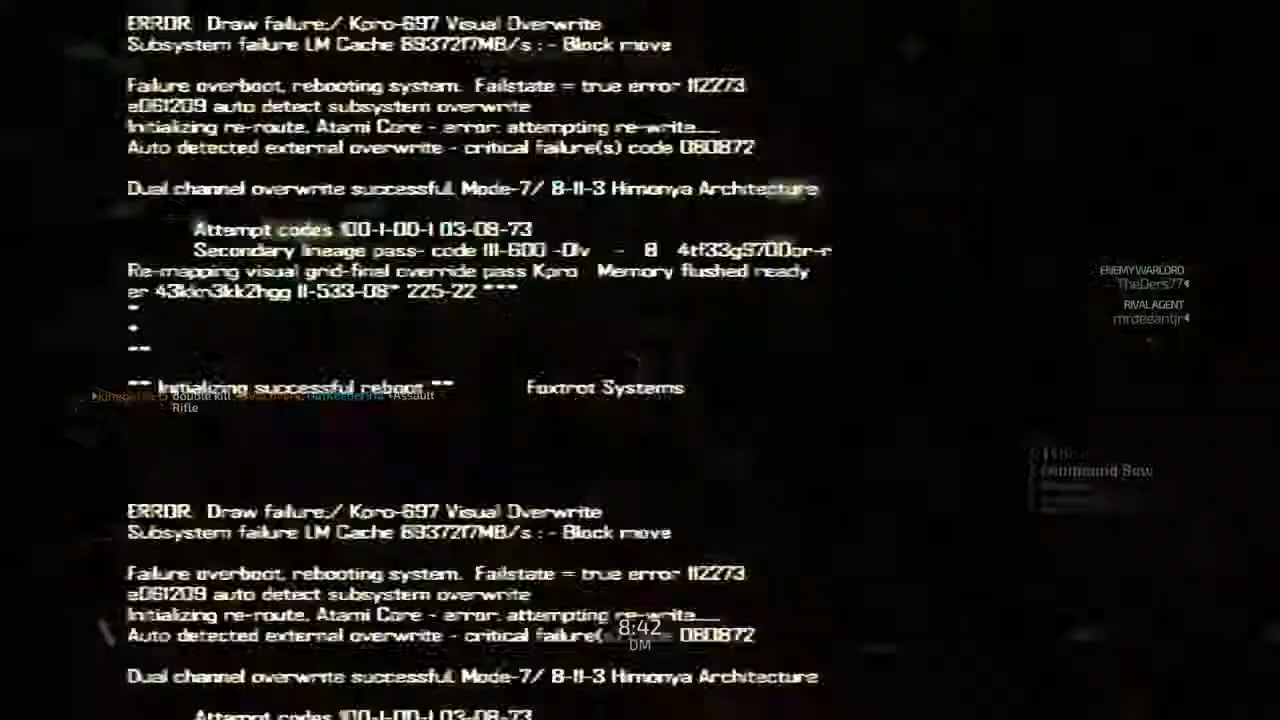 ERROR Draw failure:/ Kpro-697 Visual Overwrite
Subsystem failure LM Cache 6937217MB/s : - Block move
Failure overboot, rebooting system. Failstate = true error 112273
e061209 auto detect subsystem overwrite
Initializing re-route, Atami Core - error: attempting re-write....
Auto detected external overwrite - critical failure(s) code 080872
Dual channel overwrite successful. Mode-7/ 8-11-3 Himonya Architecture
Attempt codes 100-1-00-1 03-08-73
Secondary lineage pass- code 111-600 -01v - 8 4tf33g9700or-r
Re-mapping visual grid-final override pass Kpro Memory flushed ready
er 43kkn3kk2hgg 11-533-08* 225-22 ***
*
*
**
ENEMY WARLORD
TheDers77
RIVAL AGENT
mrdegantjr
** Initializing successful reboot ** Foxtrot Systems
double kill +Assault
Rifle
Compound Bow
ERROR Draw failure:/ Kpro-697 Visual Overwrite
Subsystem failure LM Cache 6937217MB/s : - Block move
Failure overboot, rebooting system. Failstate = true error 112273
e061209 auto detect subsystem overwrite
Initializing re-route, Atami Core - error: attempting re-write....
Auto detected external overwrite - critical failure( 080872
8:42
DM
Dual channel overwrite successful. Mode-7/ 8-11-3 Himonya Architecture
Attempt codes 100-1-00-1 03-08-73